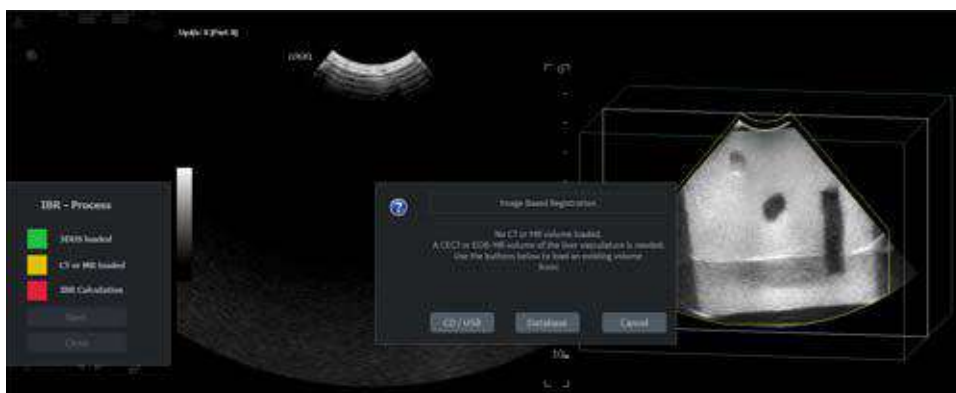 IBR - Process
3DUS loaded
CT or MR loaded
IBR Calculation
Next
Close
Image Based Registration
No CT or MR volume loaded.
A CECT or EOB-MR volume of the liver vasculature is needed.
Use the buttons below to load an existing volume
from:
CD / USB
Database
Cancel